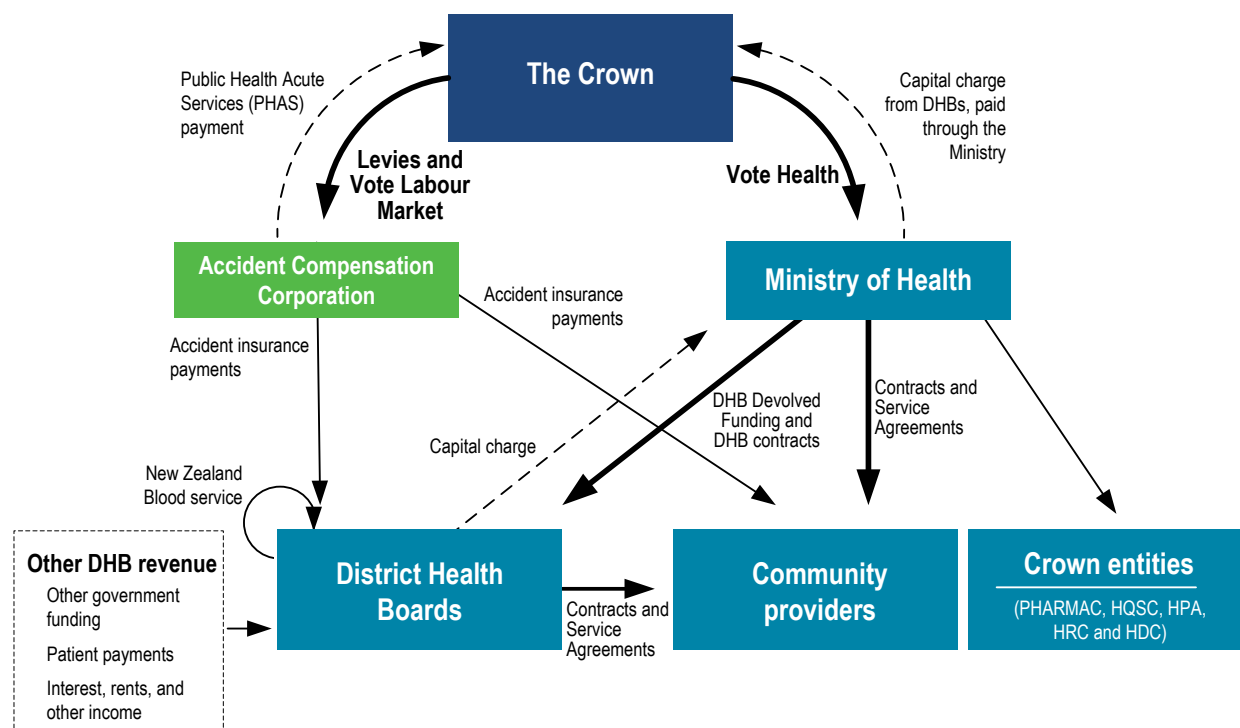 The Crown
Public Health Acute
Services (PHAS)
payment
Capital charge
from DHBs, paid
through the
Ministry
Levies and
Vote Labour
Market
Vote Health
Accident Compensation
Corporation
Ministry of Health
Accident insurance
payments
Accident insurance
payments
DHB Devolved
Funding and
DHB contracts
Contracts and
Service
Agreements
Capital charge
New Zealand
Blood service
Other DHB revenue
Other government
funding
Patient payments
Interest, rents, and
other income
District Health
Boards
Contracts and
Service
Agreements
Community
providers
Crown entities
(PHARMAC, HQSC, HPA,
HRC and HDC)